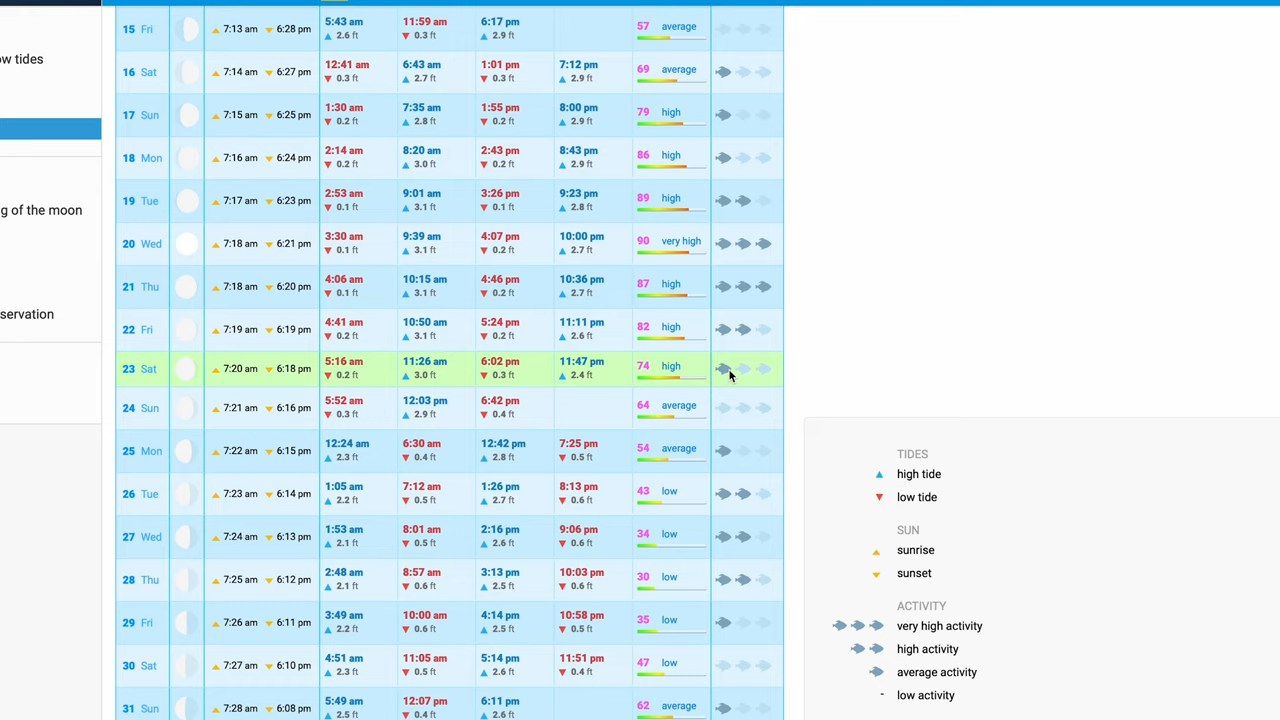 ow tides
g of the moon
servation
15 Fri 7:13 am 6:28 pm 5:43 am 11:59 am 6:17 pm 57 average
2.6 ft 0.3 ft 2.9 ft
16 Sat 7:14 am 6:27 pm 12:41 am 6:43 am 1:01 pm 7:12 pm 69 average
0.3 ft 2.7 ft 0.3 ft 2.9 ft
17 Sun 7:15 am 6:25 pm 1:30 am 7:35 am 1:55 pm 8:00 pm 79 high
0.2 ft 2.8 ft 0.2 ft 2.9 ft
18 Mon 7:16 am 6:24 pm 2:14 am 8:20 am 2:43 pm 8:43 pm 86 high
0.2 ft 3.0 ft 0.2 ft 2.9 ft
19 Tue 7:17 am 6:23 pm 2:53 am 9:01 am 3:26 pm 9:23 pm 89 high
0.1 ft 3.1 ft 0.1 ft 2.8 ft
20 Wed 7:18 am 6:21 pm 3:30 am 9:39 am 4:07 pm 10:00 pm 90 very high
0.1 ft 3.1 ft 0.2 ft 2.7 ft
21 Thu 7:18 am 6:20 pm 4:06 am 10:15 am 4:46 pm 10:36 pm 87 high
0.1 ft 3.1 ft 0.2 ft 2.7 ft
22 Fri 7:19 am 6:19 pm 4:41 am 10:50 am 5:24 pm 11:11 pm 82 high
0.2 ft 3.1 ft 0.2 ft 2.6 ft
23 Sat 7:20 am 6:18 pm 5:16 am 11:26 am 6:02 pm 11:47 pm 74 high
0.2 ft 3.0 ft 0.3 ft 2.4 ft
24 Sun 7:21 am 6:16 pm 5:52 am 12:03 pm 6:42 pm 64 average
0.3 ft 2.9 ft 0.4 ft
25 Mon 7:22 am 6:15 pm 12:24 am 6:30 am 12:42 pm 7:25 pm 54 average
2.3 ft 0.4 ft 2.8 ft 0.5 ft
26 Tue 7:23 am 6:14 pm 1:05 am 7:12 am 1:26 pm 8:13 pm 43 low
2.2 ft 0.5 ft 2.7 ft 0.6 ft
27 Wed 7:24 am 6:13 pm 1:53 am 8:01 am 2:16 pm 9:06 pm 34 low
2.1 ft 0.6 ft 2.6 ft 0.6 ft
28 Thu 7:25 am 6:12 pm 2:48 am 8:57 am 3:13 pm 10:03 pm 30 low
2.1 ft 0.6 ft 2.5 ft 0.6 ft
29 Fri 7:26 am 6:11 pm 3:49 am 10:00 am 4:14 pm 10:58 pm 35 low
2.2 ft 0.6 ft 2.5 ft 0.5 ft
30 Sat 7:27 am 6:10 pm 4:51 am 11:05 am 5:14 pm 11:51 pm 47 low
2.3 ft 0.5 ft 2.6 ft 0.4 ft
31 Sun 7:28 am 6:08 pm 5:49 am 12:07 pm 6:11 pm 62 average
2.5 ft 0.4 ft 2.6 ft
TIDES
high tide
low tide
SUN
sunrise
sunset
ACTIVITY
very high activity
high activity
average activity
- low activity